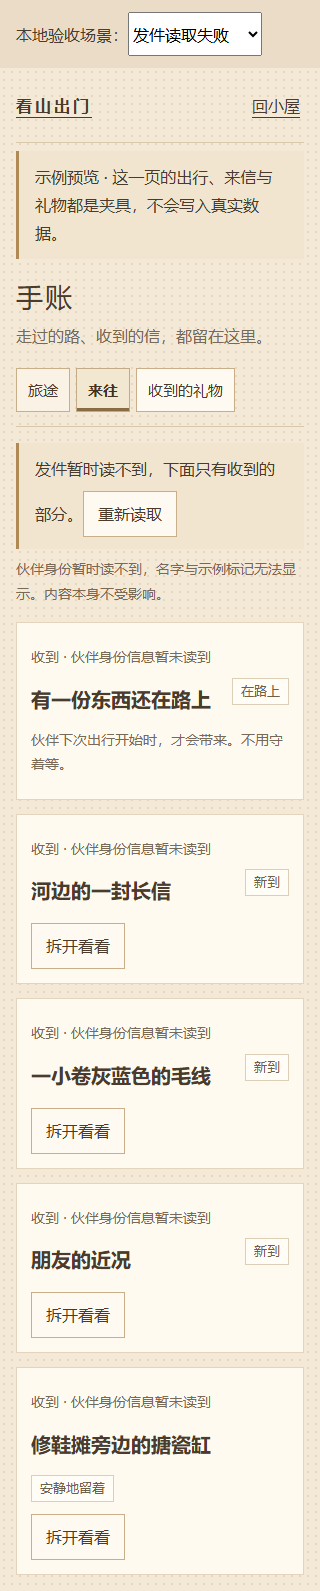 本地验收场景：
发件读取失败
看山出门
回小屋
示例预览 · 这一页的出行、来信与
礼物都是夹具，不会写入真实数
据。
手账
走过的路、收到的信，都留在这里。
旅途
来往
收到的礼物
发件暂时读不到，下面只有收到的
部分。
重新读取
伙伴身份暂时读不到，名字与示例标记无法显
示。内容本身不受影响。
收到 · 伙伴身份信息暂未读到
有一份东西还在路上
在路上
伙伴下次出行开始时，才会带来。不用守
着等。
收到 · 伙伴身份信息暂未读到
河边的一封长信
新到
拆开看看
收到 · 伙伴身份信息暂未读到
一小卷灰蓝色的毛线
新到
拆开看看
收到 · 伙伴身份信息暂未读到
朋友的近况
新到
拆开看看
收到 · 伙伴身份信息暂未读到
修鞋摊旁边的搪瓷缸
安静地留着
拆开看看